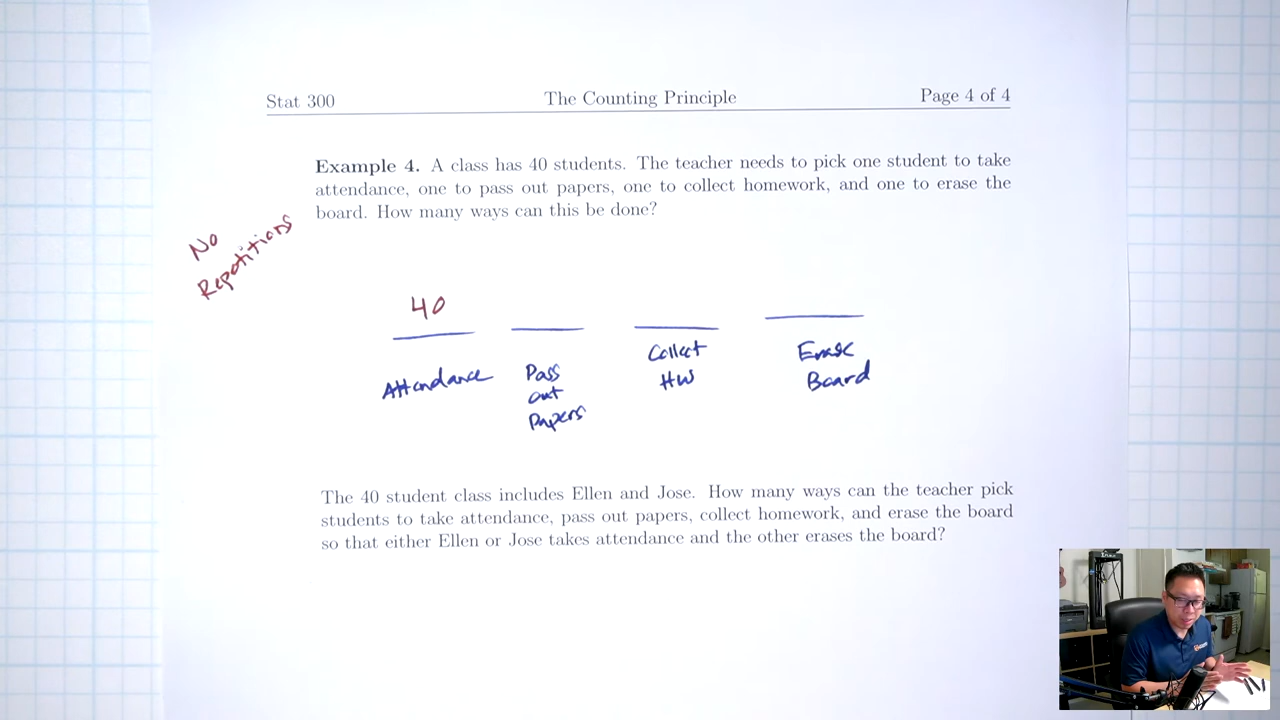 Stat 300
The Counting Principle
Page 4 of 4
Example 4. A class has 40 students. The teacher needs to pick one student to take
attendance, one to pass out papers, one to collect homework, and one to erase the
board. How many ways can this be done?
No
Repotitions
40
Attendance
Pass
out
Papers
Collect
HW
Erase
Board
The 40 student class includes Ellen and Jose. How many ways can the teacher pick
students to take attendance, pass out papers, collect homework, and erase the board
so that either Ellen or Jose takes attendance and the other erases the board?